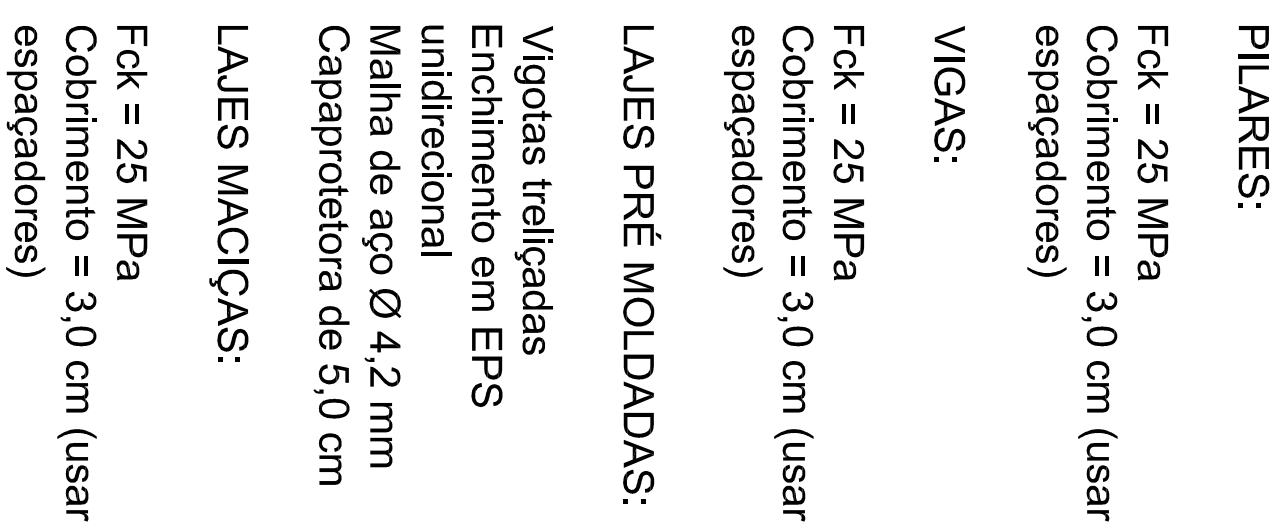 PILARES:
Fck = 25 MPa
Cobrimento = 3,0 cm (usar
espaçadores)
VIGAS:
Fck = 25 MPa
Cobrimento = 3,0 cm (usar
espaçadores)
LAJES PRÉ MOLDADAS:
Vigotas treliçadas
Enchimento em EPS
unidirecional
Malha de aço Ø 4,2 mm
Capaprotetora de 5,0 cm
LAJES MACIÇAS:
Fck = 25 MPa
Cobrimento = 3,0 cm (usar
espaçadores)